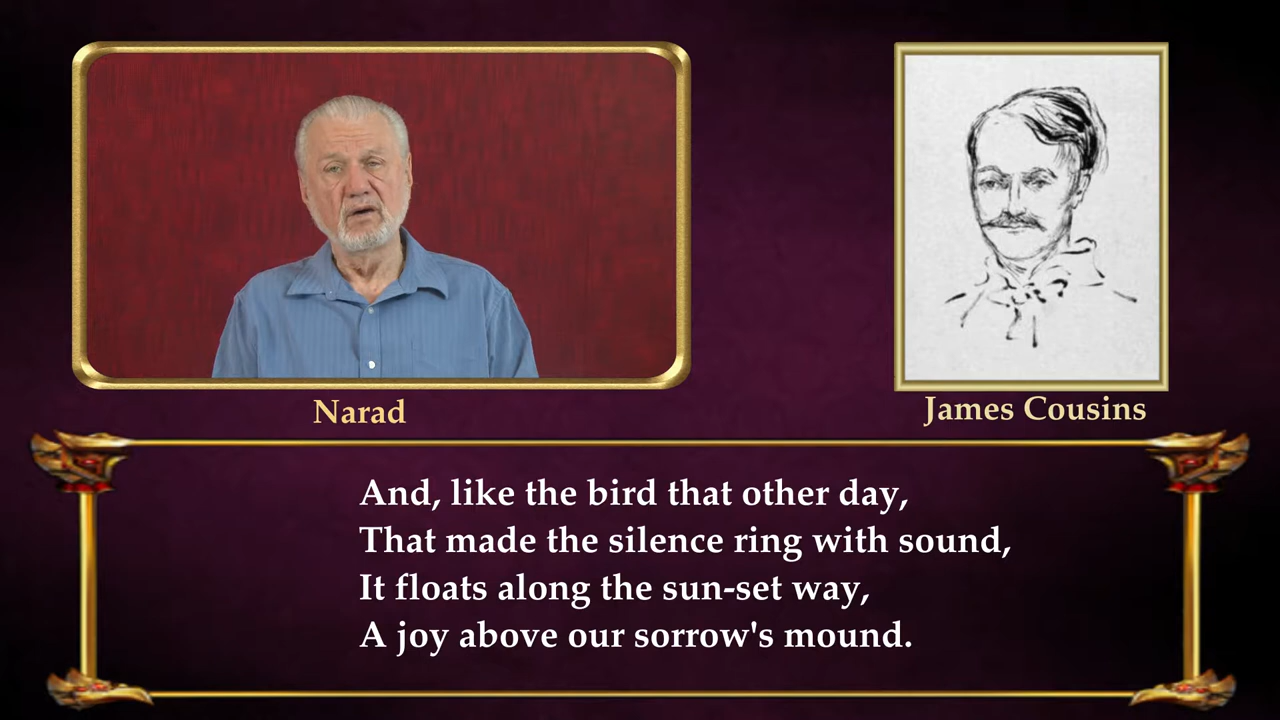 Narad
James Cousins
And, like the bird that other day,
That made the silence ring with sound,
It floats along the sun-set way,
A joy above our sorrow's mound.